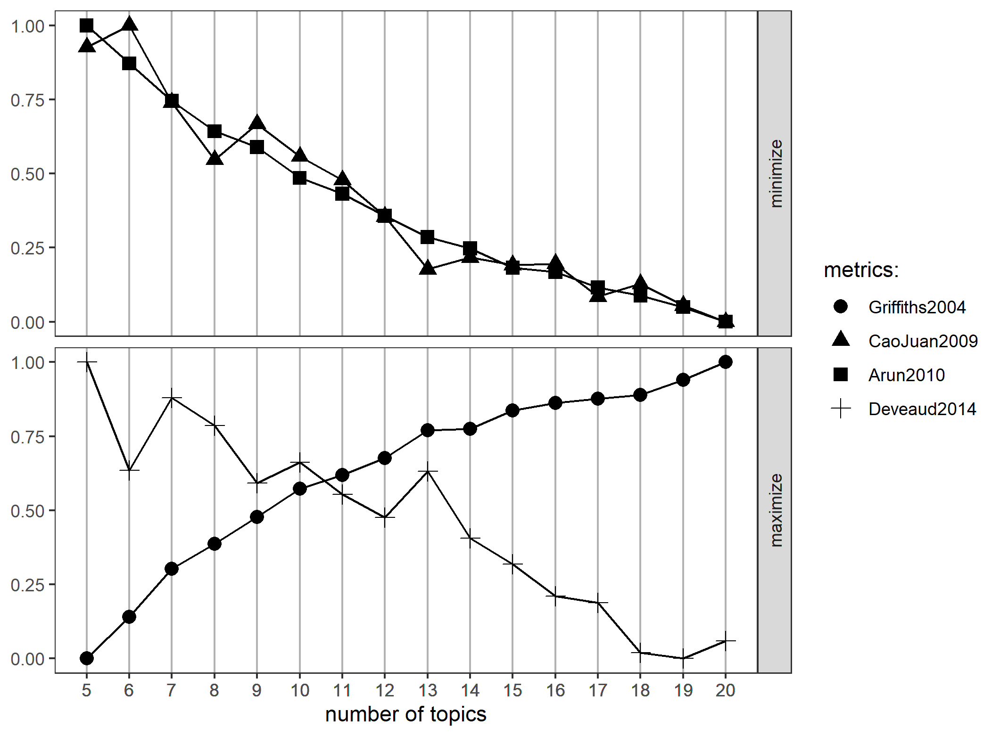 1.00
0.75
0.50
0.25
0.00
minimize
1.00
0.75
0.50
0.25
0.00
maximize
5 6 7 8 9 10 11 12 13 14 15 16 17 18 19 20
number of topics
metrics:
Griffiths2004
CaoJuan2009
Arun2010
Deveaud2014